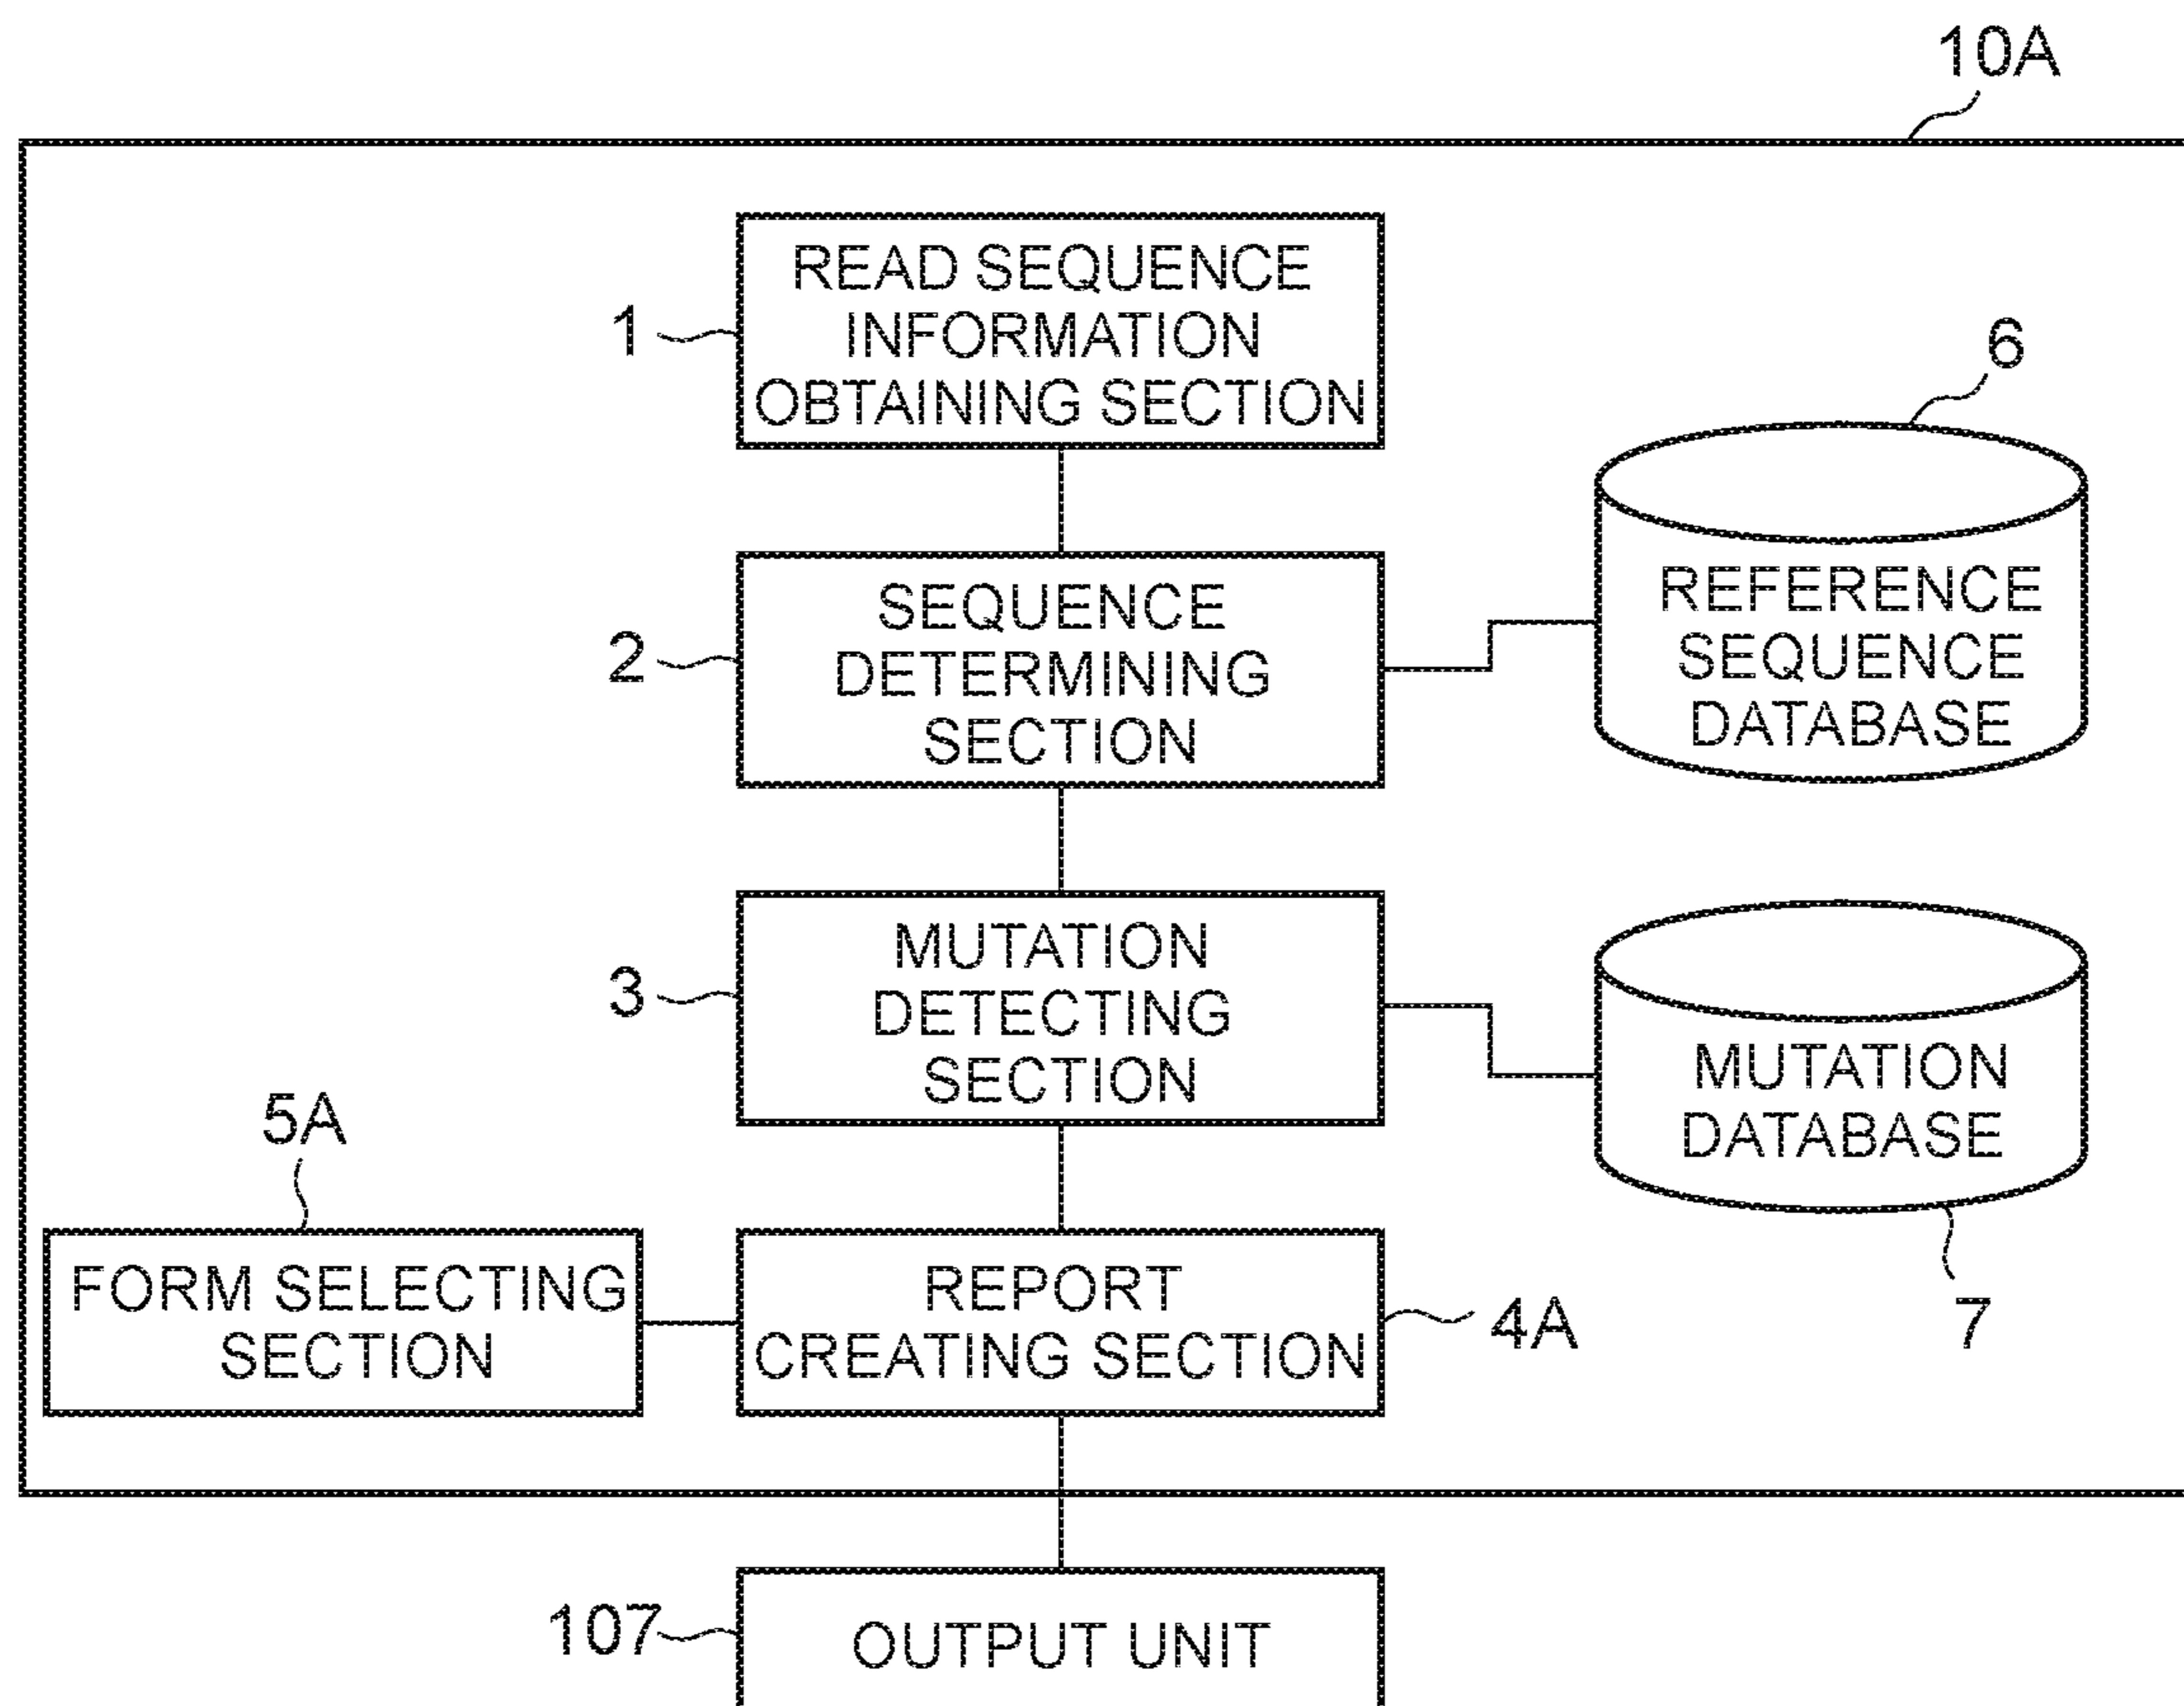 10A
READ SEQUENCE
INFORMATION
OBTAINING SECTION
1
6
SEQUENCE
DETERMINING
SECTION
2
REFERENCE
SEQUENCE
DATABASE
MUTATION
DETECTING
SECTION
3
MUTATION
DATABASE
7
5A
FORM SELECTING
SECTION
REPORT
CREATING SECTION
4A
107
OUTPUT UNIT